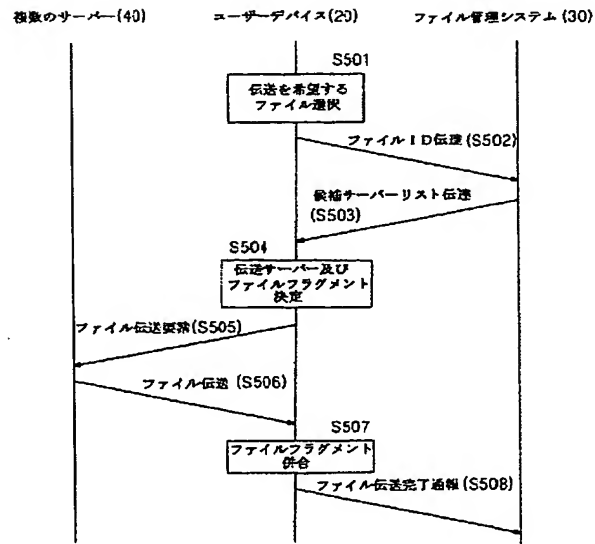 複数のサーバー(40)
ユーザーデバイス(20)
ファイル管理システム(30)
S501
伝送を希望する
ファイル選択
ファイルID伝達(S502)
候補サーバーリスト伝達
(S503)
S504
伝送サーバー及び
ファイルフラグメント
決定
ファイル伝送要請(S505)
ファイル伝送(S506)
S507
ファイルフラグメント
併合
ファイル伝送完了通報(S508)